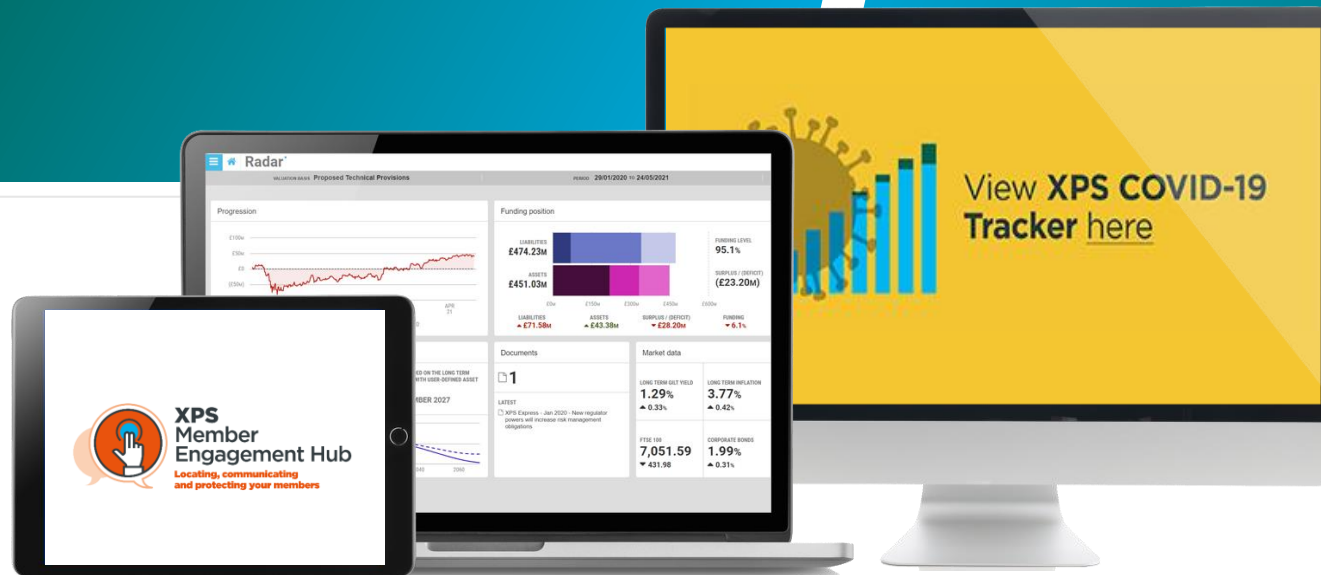 View XPS COVID-19
Tracker here
Radar
VALUATION BASIS Proposed Technical Provisions
PERIOD 29/01/2020 TO 24/05/2021
Progression
£100M
£50M
£0
(£50M)
APR
21
Funding position
LIABILITIES
£474.23M
ASSETS
£451.03M
FUNDING LEVEL
95.1%
SURPLUS / (DEFICIT)
(£23.20M)
£0M £150M £300M £450M £600M
LIABILITIES ASSETS SURPLUS / (DEFICIT) FUNDING
▲ £71.58M ▲ £43.38M ▼ £28.20M ▼ 6.1%
ED ON THE LONG TERM
WITH USER-DEFINED ASSET
MBER 2027
2040 2060
Documents
1
LATEST
XPS Express - Jan 2020 - New regulator
powers will increase risk management
obligations
Market data
LONG TERM GILT YIELD
1.29%
▲ 0.33%
LONG TERM INFLATION
3.77%
▲ 0.42%
FTSE 100
7,051.59
▼ 431.98
CORPORATE BONDS
1.99%
▲ 0.31%
XPS
Member
Engagement Hub
Locating, communicating
and protecting your members